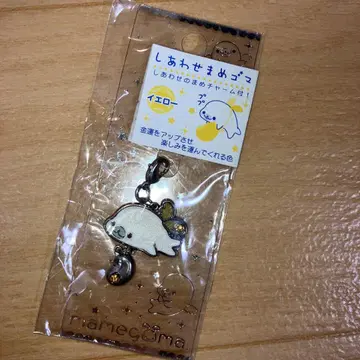 しあわせまめゴマ
しあわせのまめチャーム付!
イエロー
ププ
金運をアップさせ
楽しみを運んでくれる色
mamegoma